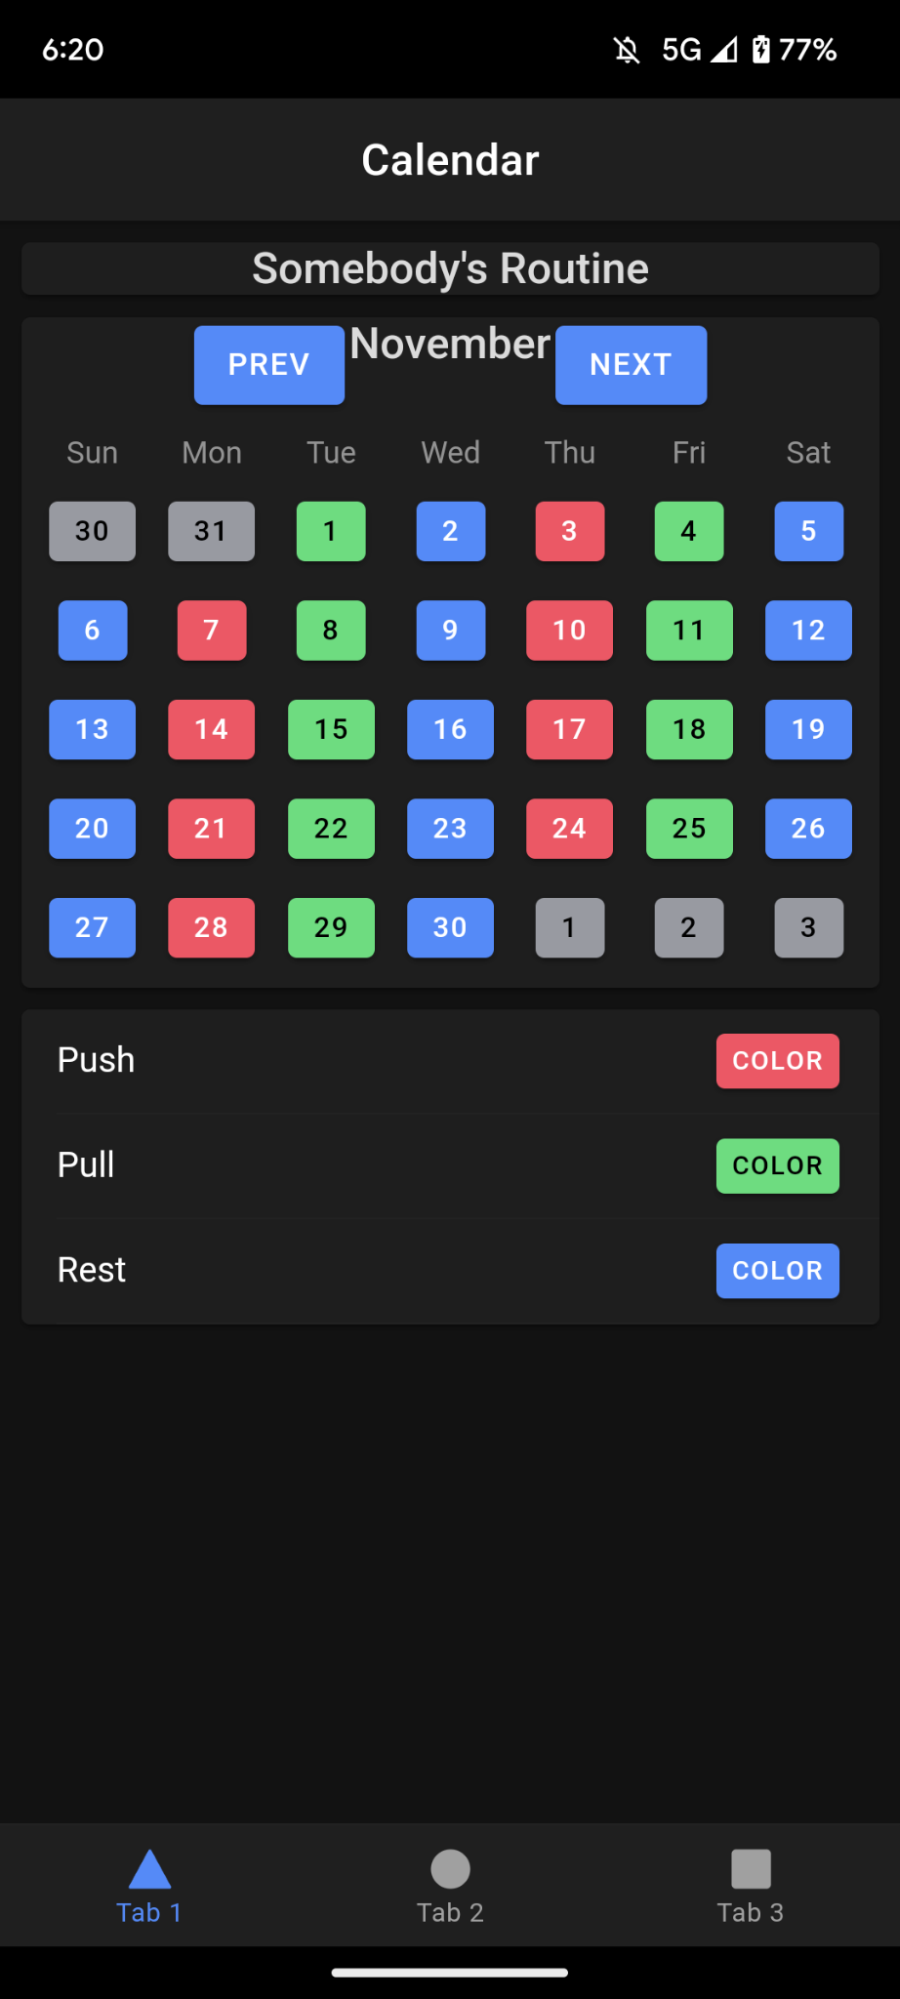 6:20 5G 77%
Calendar
Somebody's Routine
PREV November NEXT
Sun Mon Tue Wed Thu Fri Sat
30 31 1 2 3 4 5
6 7 8 9 10 11 12
13 14 15 16 17 18 19
20 21 22 23 24 25 26
27 28 29 30 1 2 3
Push COLOR
Pull COLOR
Rest COLOR
Tab 1 Tab 2 Tab 3